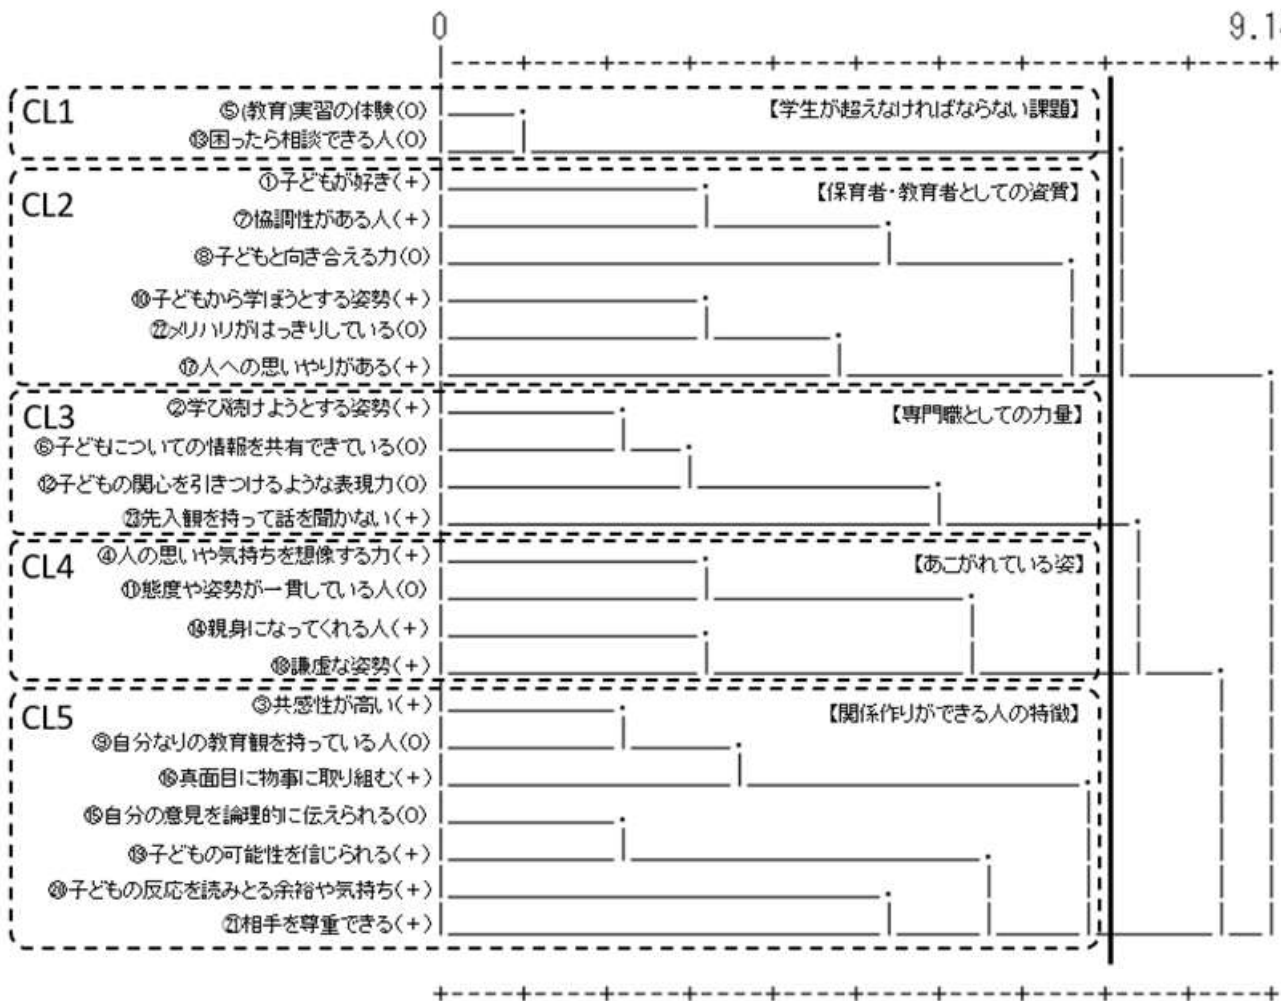 0 9.1
CL1 ⑤(教育)実習の体験(0) 【学生が超えなければならない課題】
⑬困ったら相談できる人(0)
CL2 ①子どもが好き(+) 【保育者・教育者としての資質】
⑦協調性がある人(+)
⑧子どもと向き合える力(0)
⑩子どもから学ぼうとする姿勢(+)
㉒メリハリがはっきりしている(0)
⑰人への思いやりがある(+)
CL3 ②学び続けようとする姿勢(+) 【専門職としての力量】
⑥子どもについての情報を共有できている(0)
⑫子どもの関心を引きつけるような表現力(0)
㉓先入観を持って話を聞かない(+)
CL4 ④人の思いや気持ちを想像する力(+) 【あこがれている姿】
⑪態度や姿勢が一貫している人(0)
⑭親身になってくれる人(+)
⑱謙虚な姿勢(+)
CL5 ③共感性が高い(+) 【関係作りができる人の特徴】
⑨自分なりの教育観を持っている人(0)
⑯真面目に物事に取り組む(+)
⑮自分の意見を論理的に伝えられる(0)
⑲子どもの可能性を信じられる(+)
⑳子どもの反応を読みとる余裕や気持ち(+)
㉑相手を尊重できる(+)